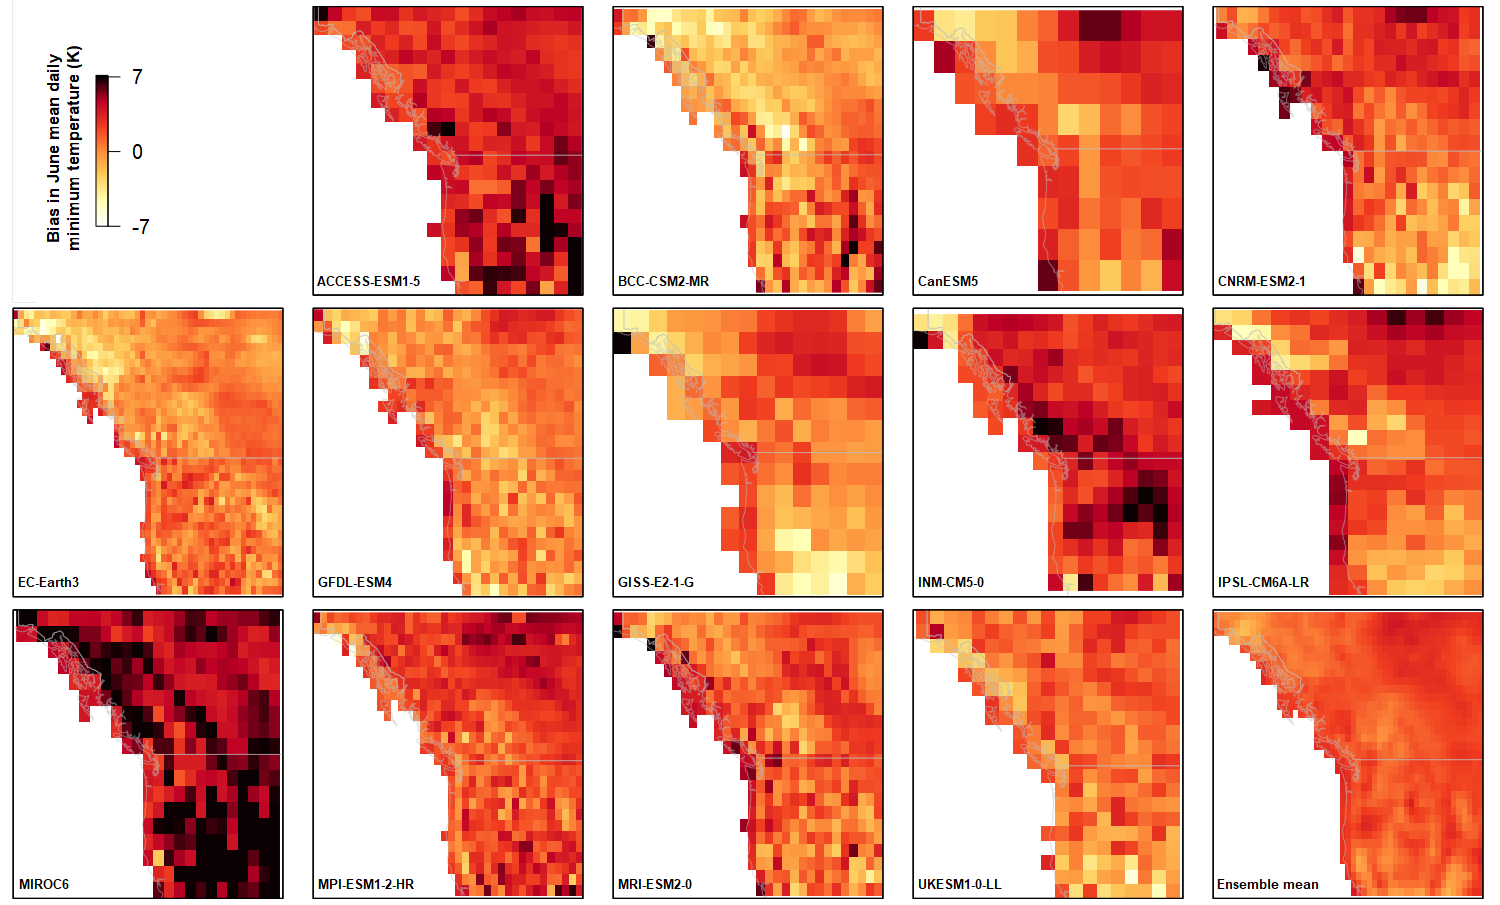 Bias in June mean daily
minimum temperature (K)
7
0
-7
ACCESS-ESM1-5
BCC-CSM2-MR
CanESM5
CNRM-ESM2-1
EC-Earth3
GFDL-ESM4
GISS-E2-1-G
INM-CM5-0
IPSL-CM6A-LR
MIROC6
MPI-ESM1-2-HR
MRI-ESM2-0
UKESM1-0-LL
Ensemble mean